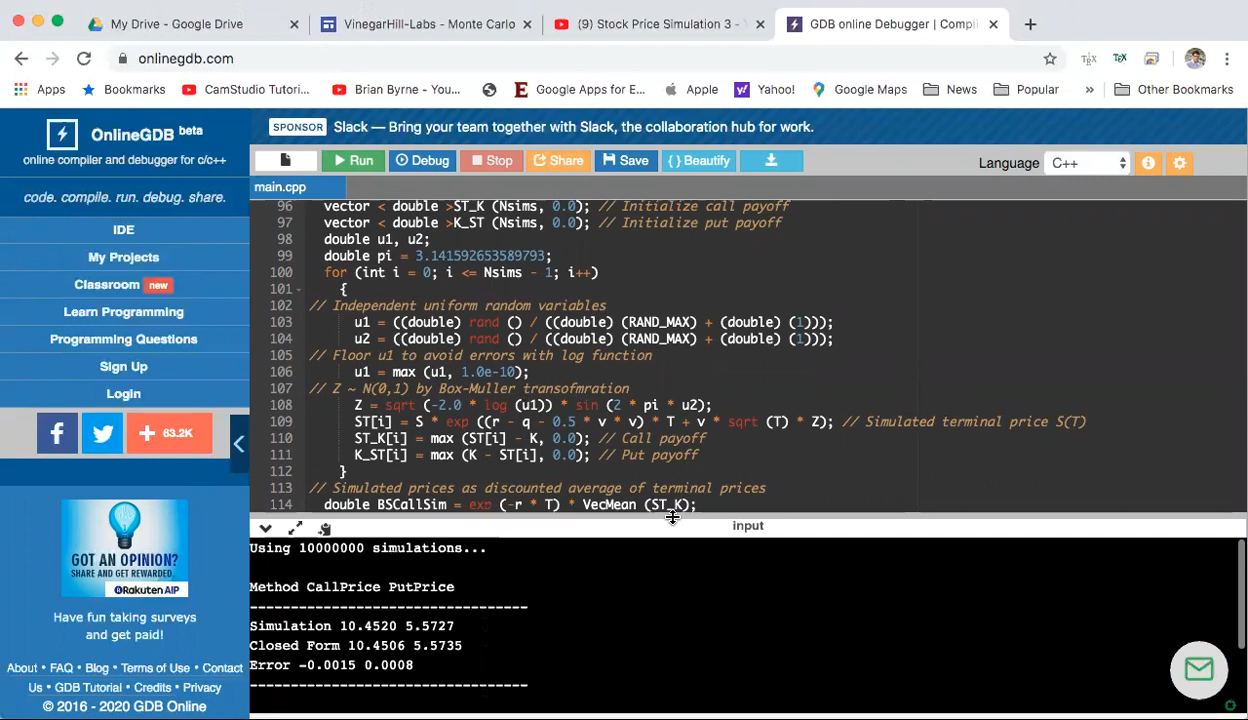 My Drive - Google Drive
VinegarHill-Labs - Monte Carlo
(9) Stock Price Simulation 3 -
GDB online Debugger | Compi
onlinegdb.com
Apps
Bookmarks
CamStudio Tutori...
Brian Byrne - You...
Google Apps for E...
Apple
Yahoo!
Google Maps
News
Popular
»
Other Bookmarks
OnlineGDB beta
online compiler and debugger for c/c++
code. compile. run. debug. share.
IDE
My Projects
Classroom new
Learn Programming
Programming Questions
Sign Up
Login
63.2K
GOT AN OPINION?
SHARE AND GET REWARDED.
Rakuten AIP
Have fun taking surveys
and get paid!
About • FAQ • Blog • Terms of Use • Contact
Us • GDB Tutorial • Credits • Privacy
© 2016 - 2020 GDB Online
SPONSOR Slack — Bring your team together with Slack, the collaboration hub for work.
Run
Debug
Stop
Share
Save
{ } Beautify
Language C++
main.cpp
96 vector < double >ST_K (Nsims, 0.0); // Initialize call payoff
97 vector < double >K_ST (Nsims, 0.0); // Initialize put payoff
98 double u1, u2;
99 double pi = 3.141592653589793;
100 for (int i = 0; i <= Nsims - 1; i++)
101 {
102 // Independent uniform random variables
103 u1 = ((double) rand () / ((double) (RAND_MAX) + (double) (1)));
104 u2 = ((double) rand () / ((double) (RAND_MAX) + (double) (1)));
105 // Floor u1 to avoid errors with log function
106 u1 = max (u1, 1.0e-10);
107 // Z ~ N(0,1) by Box-Muller transofmration
108 Z = sqrt (-2.0 * log (u1)) * sin (2 * pi * u2);
109 ST[i] = S * exp ((r - q - 0.5 * v * v) * T + v * sqrt (T) * Z); // Simulated terminal price S(T)
110 ST_K[i] = max (ST[i] - K, 0.0); // Call payoff
111 K_ST[i] = max (K - ST[i], 0.0); // Put payoff
112 }
113 // Simulated prices as discounted average of terminal prices
114 double BSCallSim = exp (-r * T) * VecMean (ST_K);
input
Using 10000000 simulations...
Method CallPrice PutPrice
----------------------------------
Simulation 10.4520 5.5727
Closed Form 10.4506 5.5735
Error -0.0015 0.0008
----------------------------------